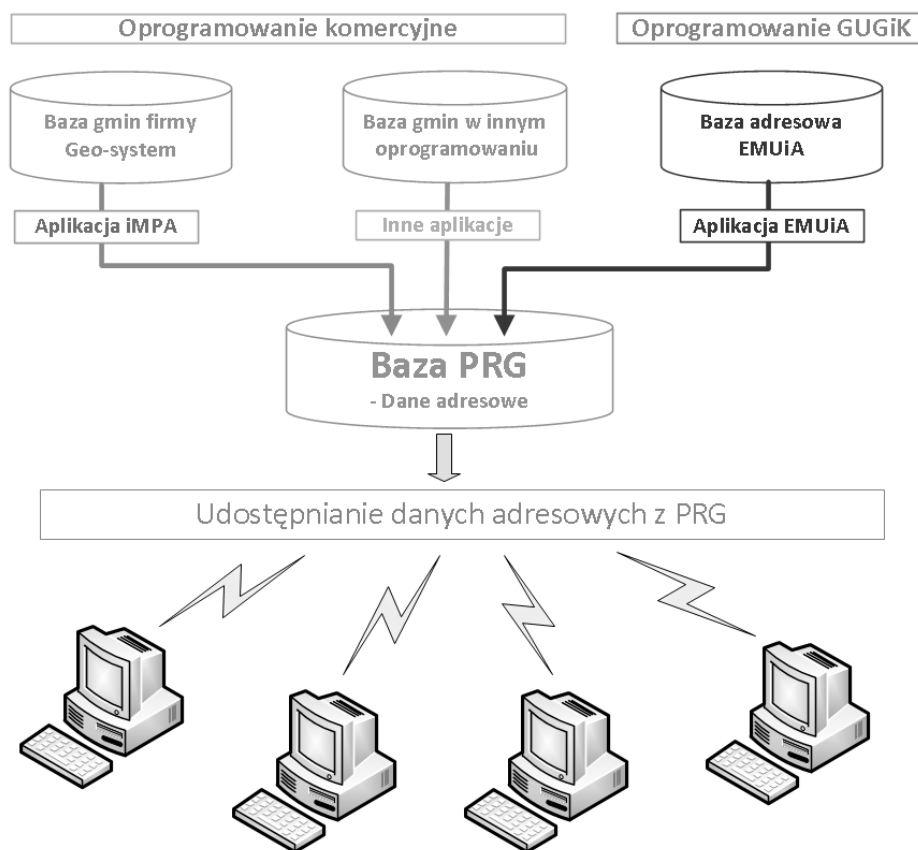 Oprogramowanie komercyjne
Oprogramowanie GUGiK
Baza gmin firmy
Geo-system
Baza gmin w innym
oprogramowaniu
Baza adresowa
EMUiA
Aplikacja iMPA
Inne aplikacje
Aplikacja EMUiA
Baza PRG
- Dane adresowe
Udostępnianie danych adresowych z PRG